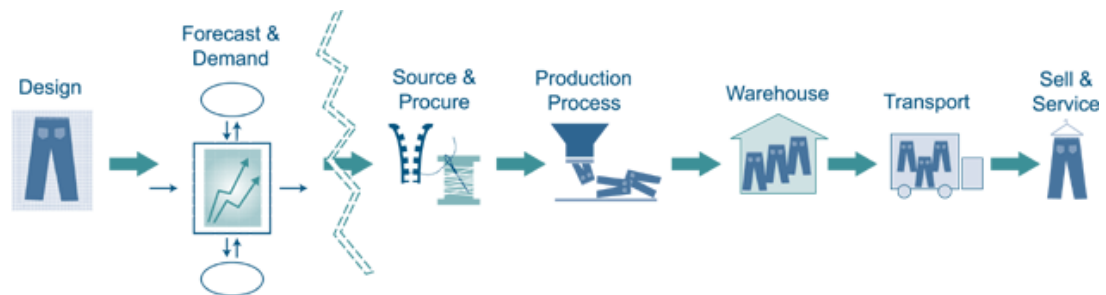 Design
Forecast &
Demand
Source &
Procure
Production
Process
Warehouse
Transport
Sell &
Service